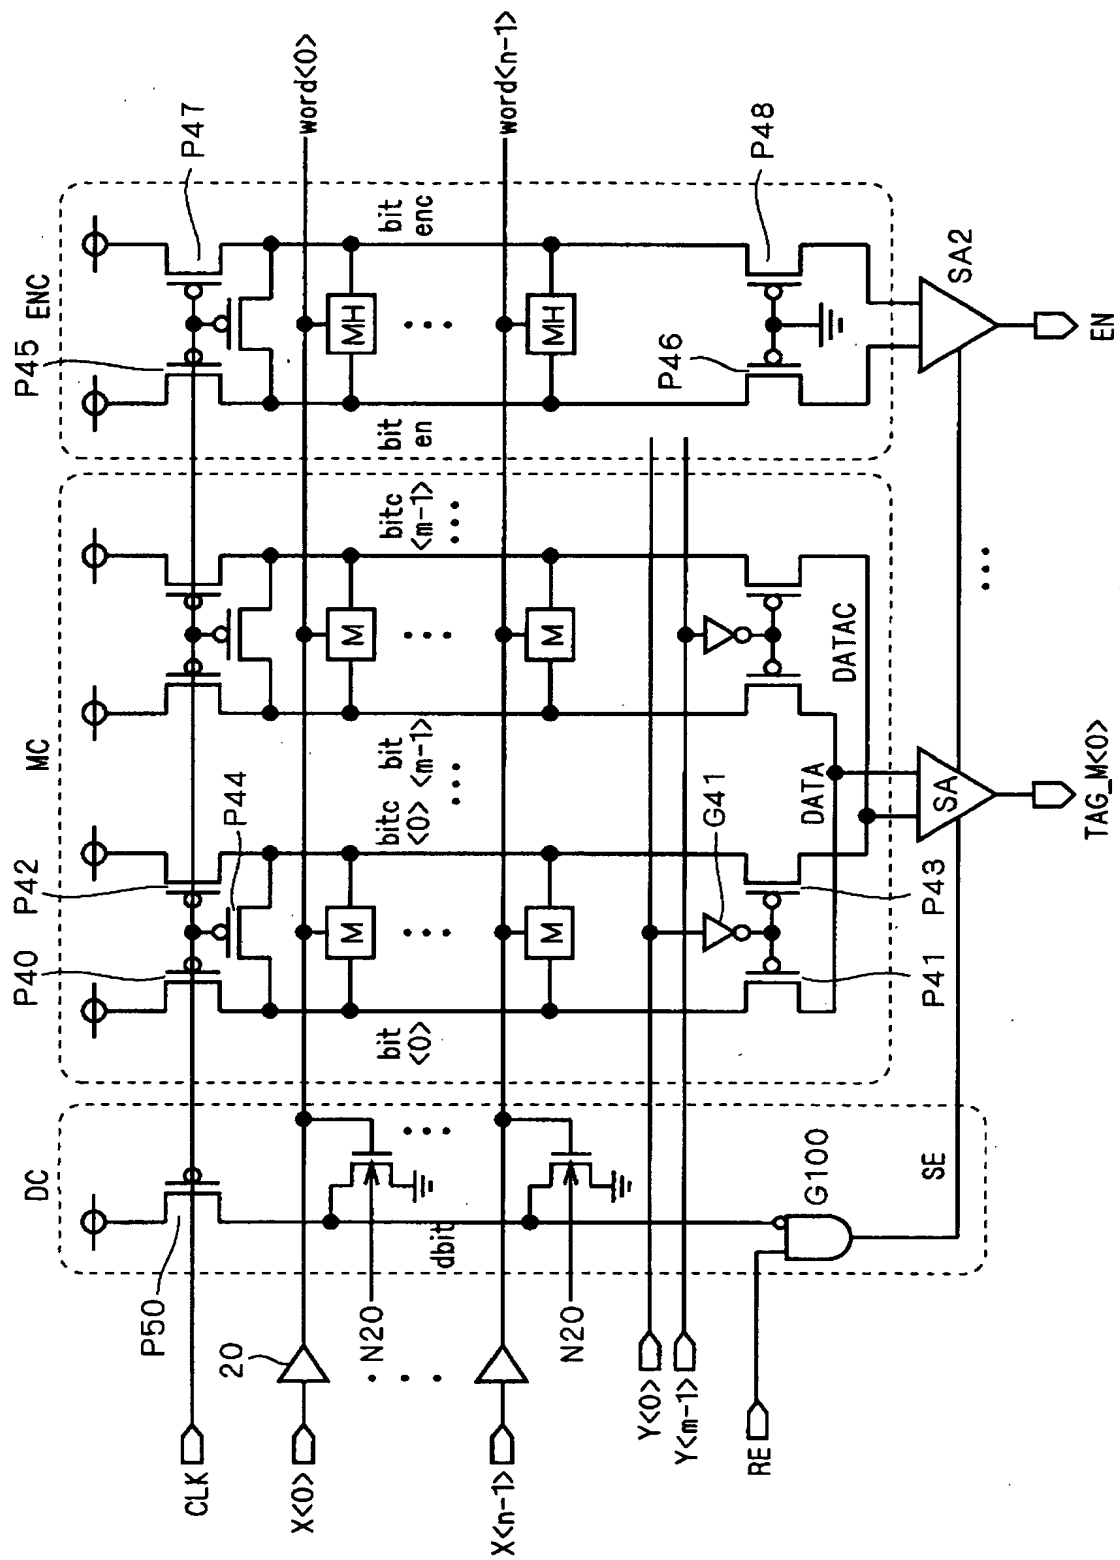 DC
MC
ENC
P50
P40
P42
P44
P45
P47
CLK
20
X<0>
word<0>
M
M
MH
bit
<0>
bitc
<0>
bit
<m-1>
bitc
<m-1>
bit
en
bit
enc
N20
dbit
X<n-1>
word<n-1>
M
M
MH
N20
Y<0>
Y<m-1>
RE
G100
SE
G41
P41
P43
DATA
DATAC
P46
P48
SA
SA2
TAG_M<0>
EN